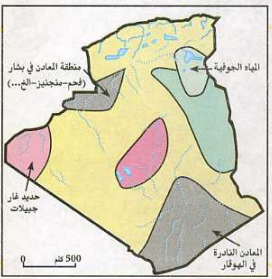 المياه الجوفية
منطقة المعادن في بشار
(فحم-منجنيز-الخ...)
حديد غار
جبيلات
المعادن النادرة
في الهوقار
0 500 كلم